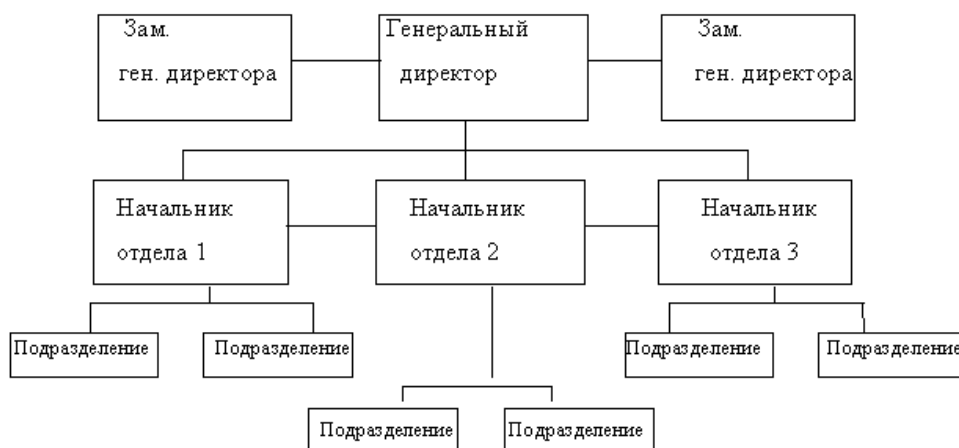 Зам.
ген. директора
Генеральный
директор
Зам.
ген. директора
Начальник
отдела 1
Начальник
отдела 2
Начальник
отдела 3
Подразделение
Подразделение
Подразделение
Подразделение
Подразделение
Подразделение